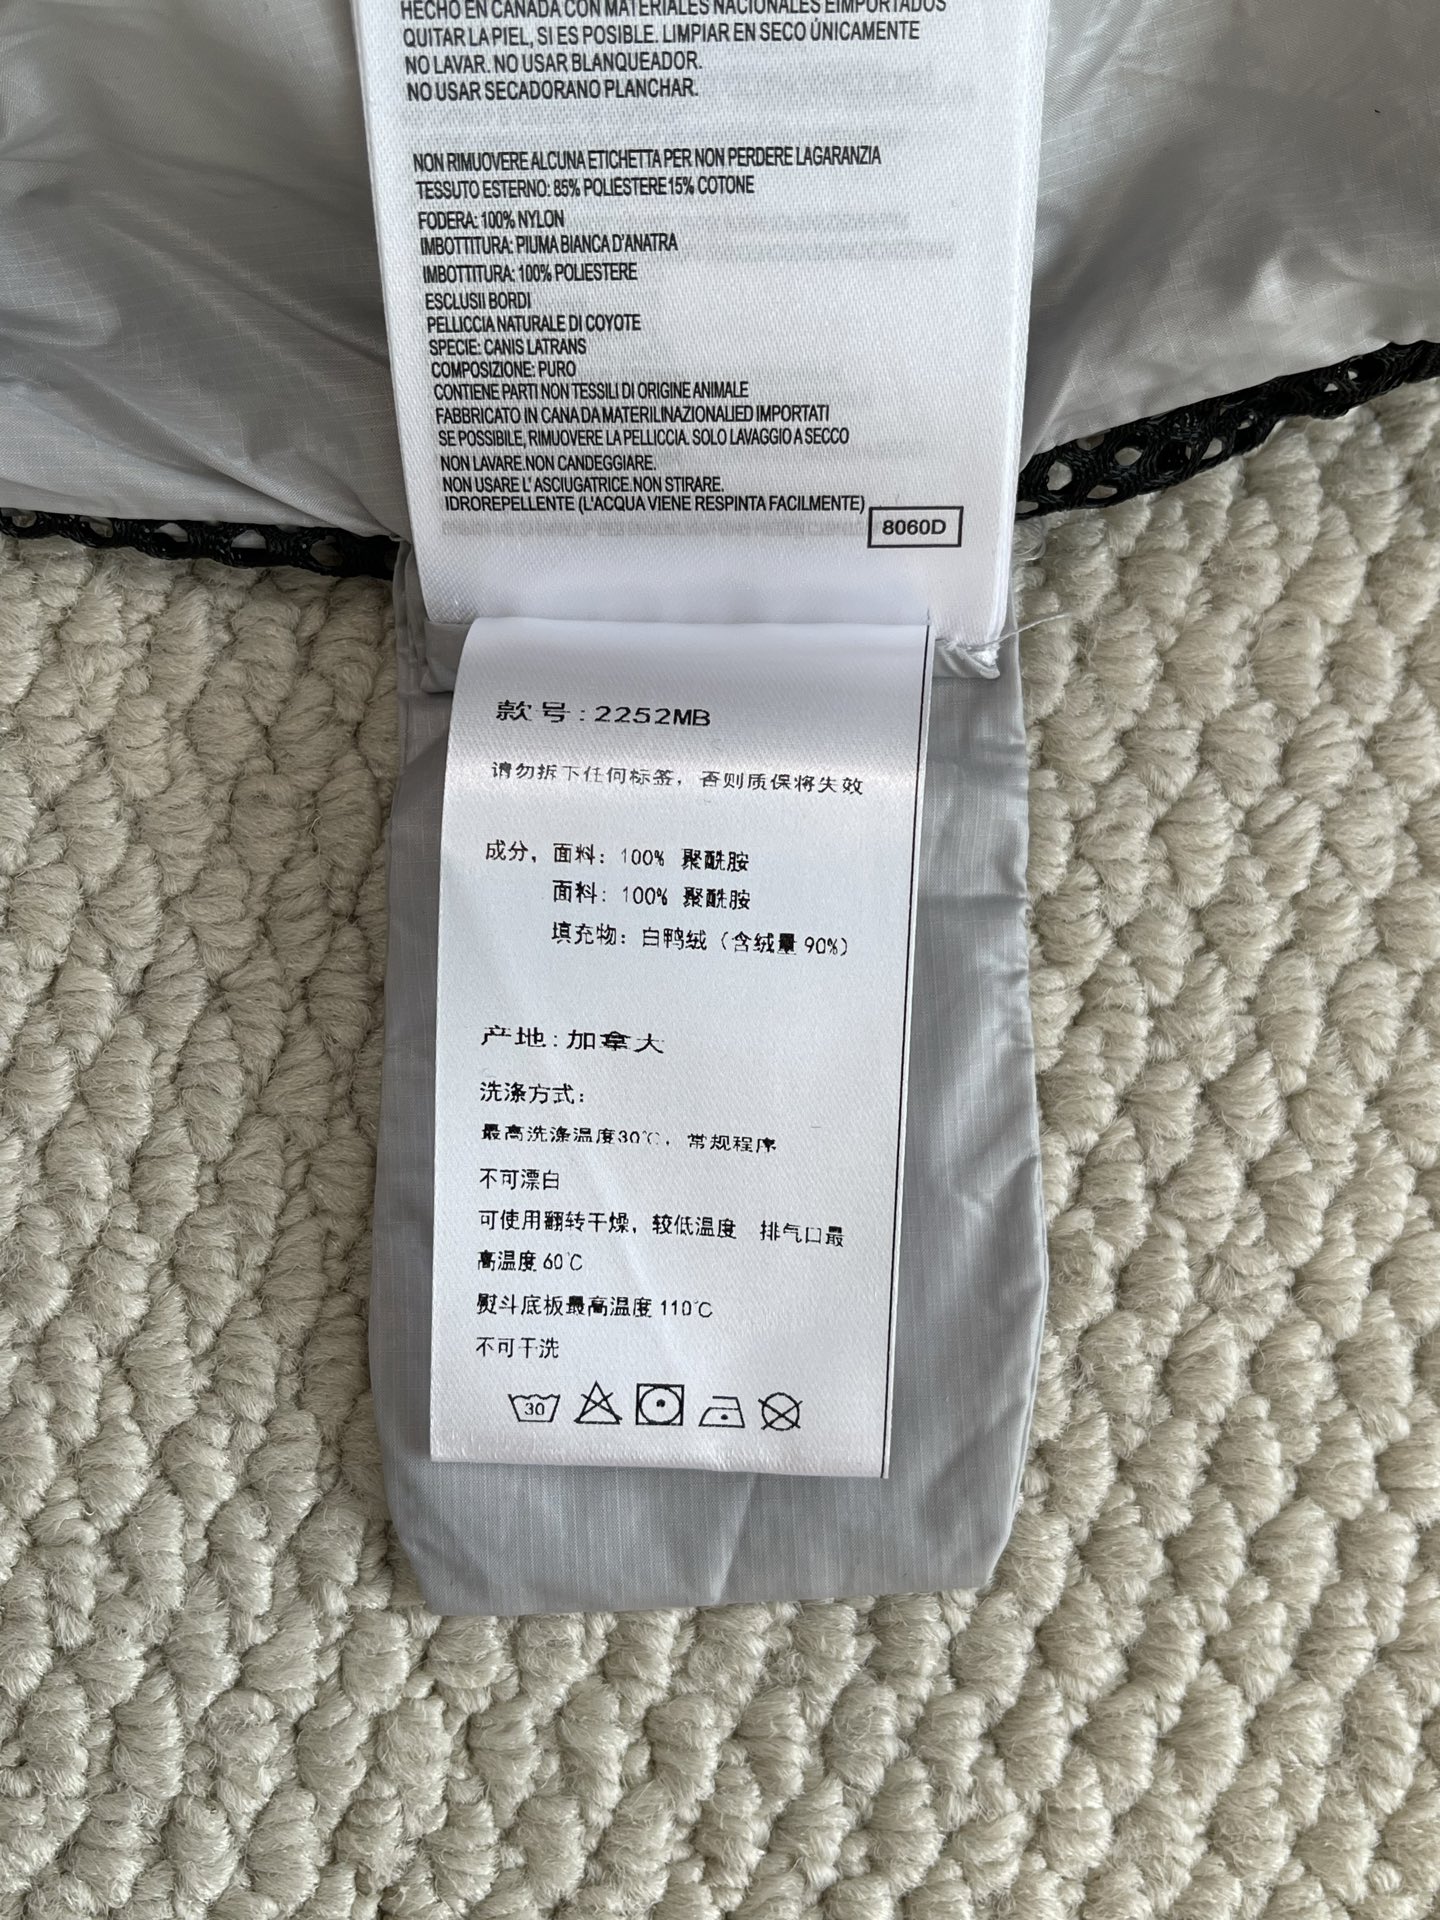 HECHO EN CANADA CON MATERIALES NACIONALES EIMPORTADOS
QUITAR LA PIEL, SI ES POSIBLE. LIMPIAR EN SECO ÚNICAMENTE
NO LAVAR. NO USAR BLANQUEADOR.
NO USAR SECADORANO PLANCHAR.
NON RIMUOVERE ALCUNA ETICHETTA PER NON PERDERE LAGARANZIA
TESSUTO ESTERNO: 85% POLIESTERE15% COTONE
FODERA: 100% NYLON
IMBOTTITURA: PIUMA BIANCA D'ANATRA
IMBOTTITURA: 100% POLIESTERE
ESCLUSII BORDI
PELLICCIA NATURALE DI COYOTE
SPECIE: CANIS LATRANS
COMPOSIZIONE: PURO
CONTIENE PARTI NON TESSILI DI ORIGINE ANIMALE
FABBRICATO IN CANA DA MATERILINAZIONALIED IMPORTATI
SE POSSIBILE, RIMUOVERE LA PELLICCIA. SOLO LAVAGGIO A SECCO
NON LAVARE.NON CANDEGGIARE.
NON USARE L' ASCIUGATRICE.NON STIRARE.
IDROREPELLENTE (L'ACQUA VIENE RESPINTA FACILMENTE)
8060D
款号:2252MB
请勿拆下任何标签，否则质保将失效
成分，面料：100% 聚酰胺
面料：100% 聚酰胺
填充物：白鸭绒（含绒量 90%）
产地:加拿大
洗涤方式：
最高洗涤温度30℃，常规程序
不可漂白
可使用翻转干燥，较低温度 排气口最
高温度 60℃
熨斗底板最高温度 110℃
不可干洗
30